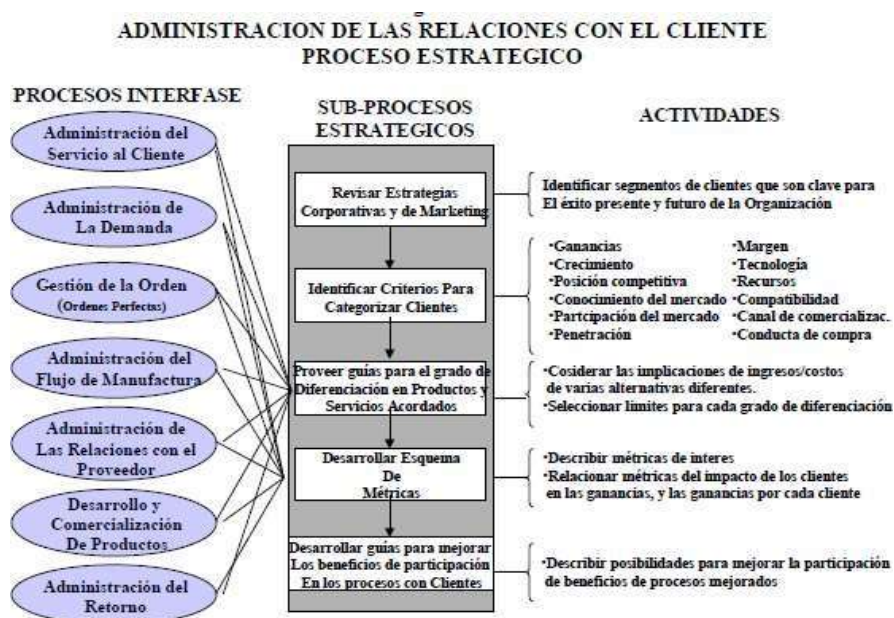 ADMINISTRACION DE LAS RELACIONES CON EL CLIENTE
PROCESO ESTRATEGICO
PROCESOS INTERFASE
Administración del
Servicio al Cliente
Administración de
La Demanda
Gestión de la Orden
(Ordenes Perfectas)
Administración del
Flujo de Manufactura
Administración de
Las Relaciones con el
Proveedor
Desarrollo y
Comercialización
De Productos
Administración del
Retorno
SUB-PROCESOS
ESTRATEGICOS
Revisar Estrategias
Corporativas y de Marketing
Identificar Criterios Para
Categorizar Clientes
Proveer guías para el grado de
Diferenciación en Productos y
Servicios Acordados
Desarrollar Esquema
De
Métricas
Desarrollar guías para mejorar
Los beneficios de participación
En los procesos con Clientes
ACTIVIDADES
Identificar segmentos de clientes que son clave para
El éxito presente y futuro de la Organización
•Ganancias
•Crecimiento
•Posición competitiva
•Conocimiento del mercado
•Partcipación del mercado
•Penetración
•Margen
•Tecnología
•Recursos
•Compatibilidad
•Canal de comercializac.
•Conducta de compra
•Cosiderar las implicaciones de ingresos/costos
de varias alternativas diferentes.
•Seleccionar limites para cada grado de diferenciación
•Describir métricas de interes
•Relacionar métricas del impacto de los clientes
en las ganancias, y las ganancias por cada cliente
•Describir posibilidades para mejorar la participación
de beneficios de procesos mejorados